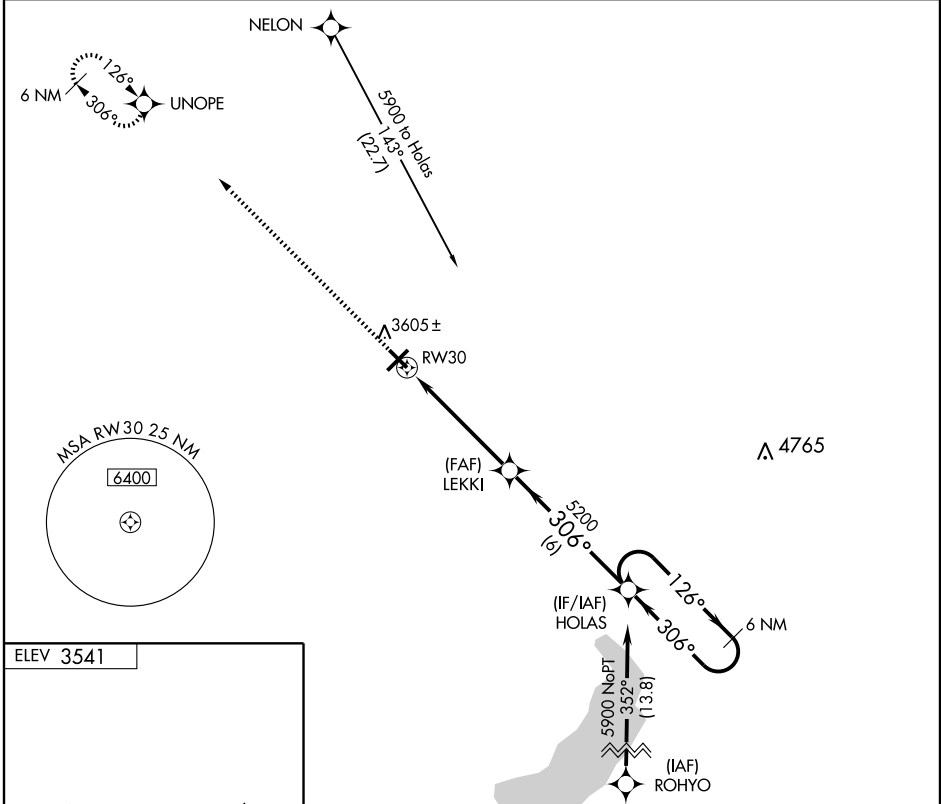 NELON
126°
6 NM
306°
UNOPE
5900 to Holas
143°
(22.7)
3605±
RW30
MSA RW30 25 NM
6400
4765
(FAF)
LEKKI
5200
306°
(6)
(IF/IAF)
HOLAS
126°
306°
6 NM
ELEV 3541
5900 NoPT
352°
(13.8)
(IAF)
ROHYO